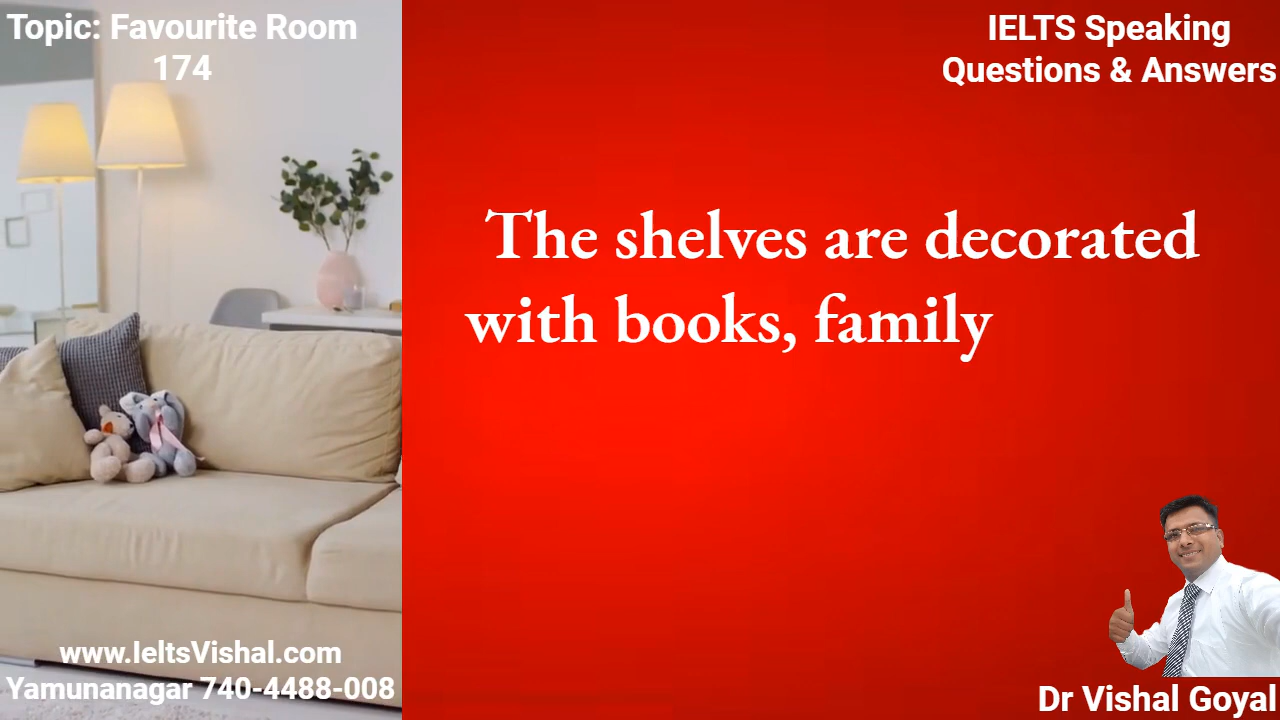 Topic: Favourite Room
174
IELTS Speaking
Questions & Answers
The shelves are decorated
with books, family
www.IeltsVishal.com
Yamunanagar 740-4488-008
Dr Vishal Goyal